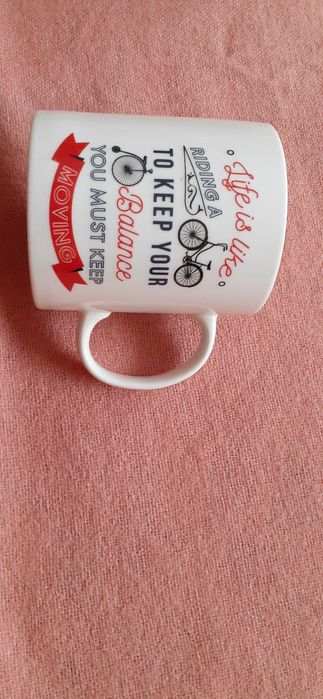 Life is like
RIDING A
TO KEEP YOUR
Balance
YOU MUST KEEP
MOVING